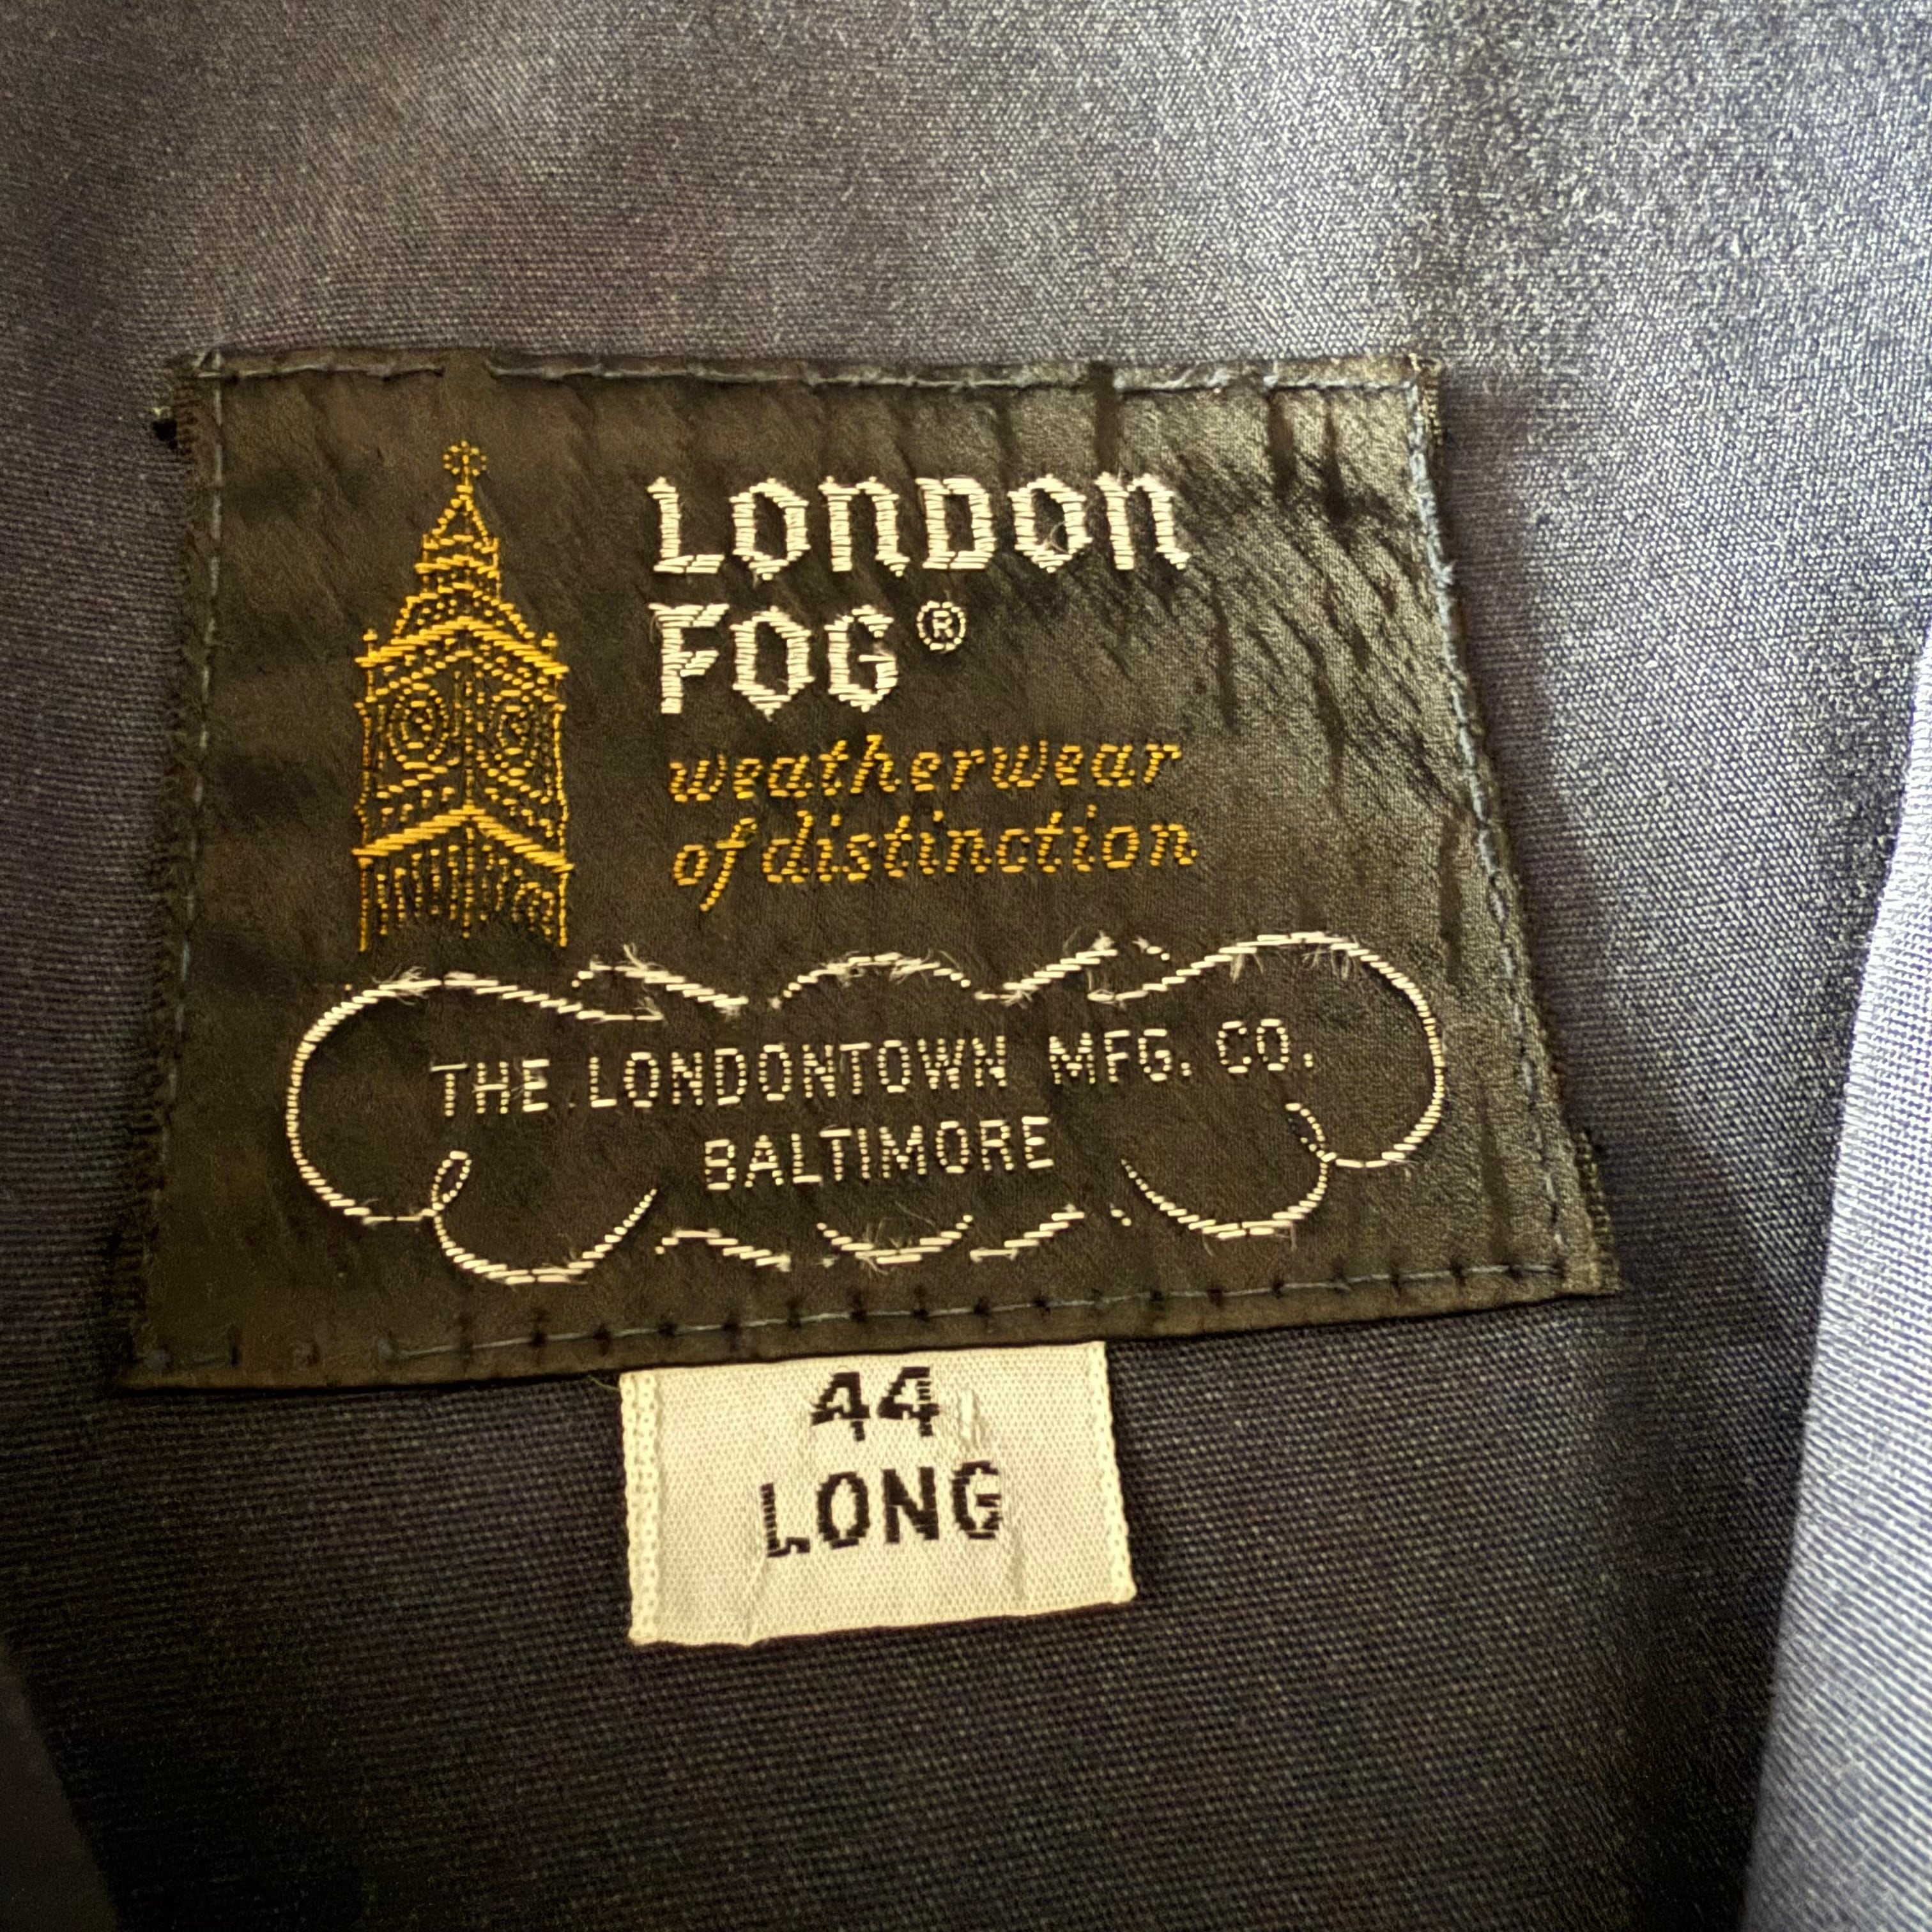 LONDON
FOG®
weatherwear
of distinction
THE LONDONTOWN MFG. CO.
BALTIMORE
44
LONG